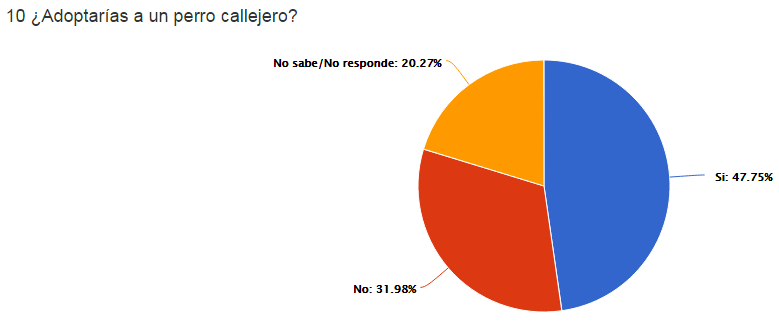 10 ¿Adoptarías a un perro callejero?
No sabe/No responde: 20.27%
Si: 47.75%
No: 31.98%